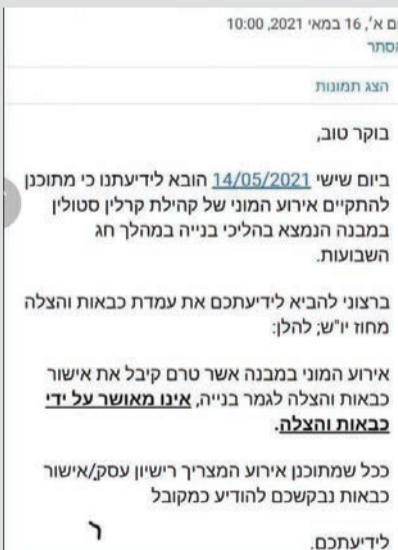 ום א', 16 במאי 2021, 10:00
הסתר
הצג תמונות
בוקר טוב,
ביום שישי 14/05/2021 הובא לידיעתנו כי מתוכנן
להתקיים אירוע המוני של קהילת קרלין סטולין
במבנה הנמצא בהליכי בנייה במהלך חג
השבועות.
ברצוני להביא לידיעתכם את עמדת כבאות והצלה
מחוז יו"ש; להלן:
אירוע המוני במבנה אשר טרם קיבל את אישור
כבאות והצלה לגמר בנייה, אינו מאושר על ידי
כבאות והצלה.
ככל שמתוכנן אירוע המצריך רישיון עסק/אישור
כבאות נבקשכם להודיע כמקובל
לידיעתכם.